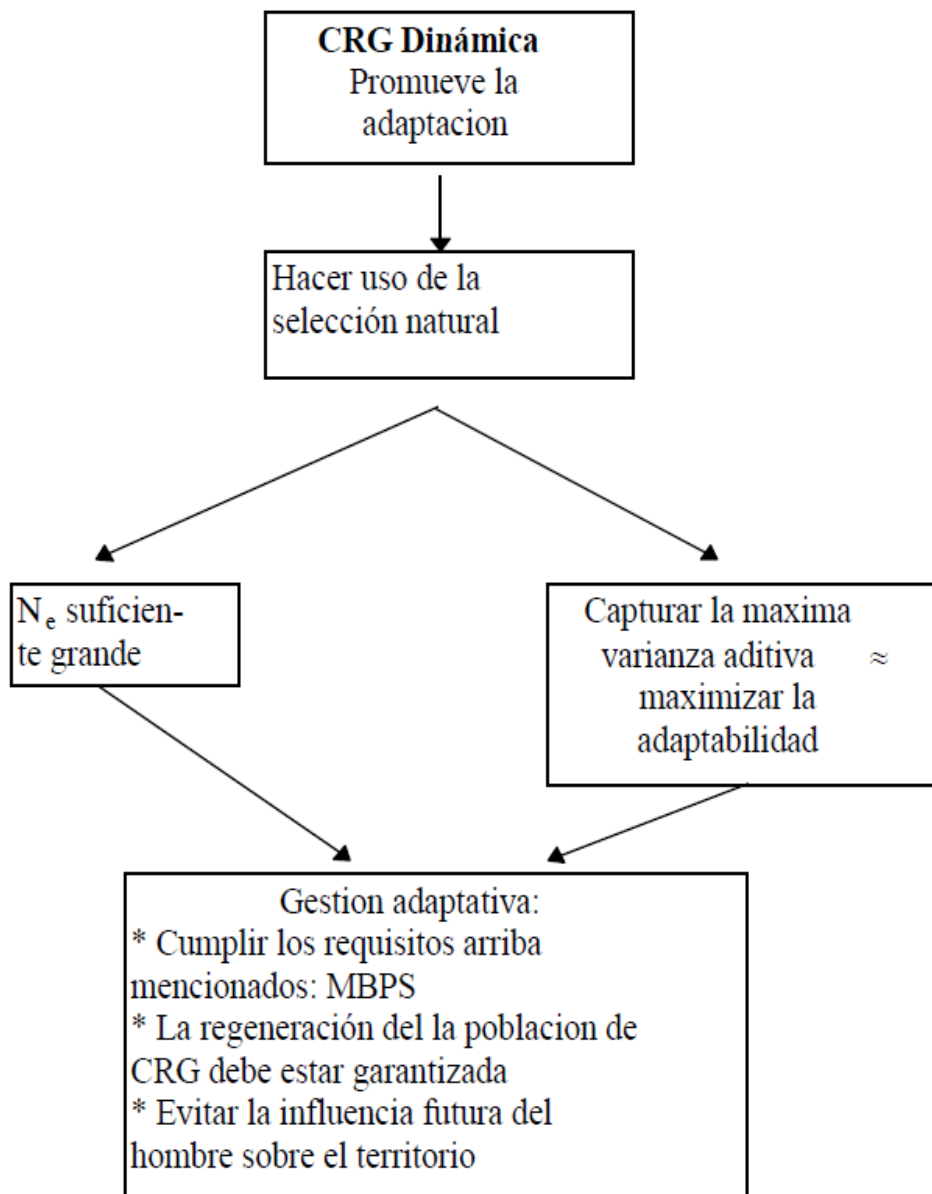 CRG Dinámica
Promueve la
adaptacion
Hacer uso de la
selección natural
Ne suficien-
te grande
Capturar la maxima
varianza aditiva ≈
maximizar la
adaptabilidad
Gestion adaptativa:
* Cumplir los requisitos arriba
mencionados: MBPS
* La regeneración del la poblacion de
CRG debe estar garantizada
* Evitar la influencia futura del
hombre sobre el territorio